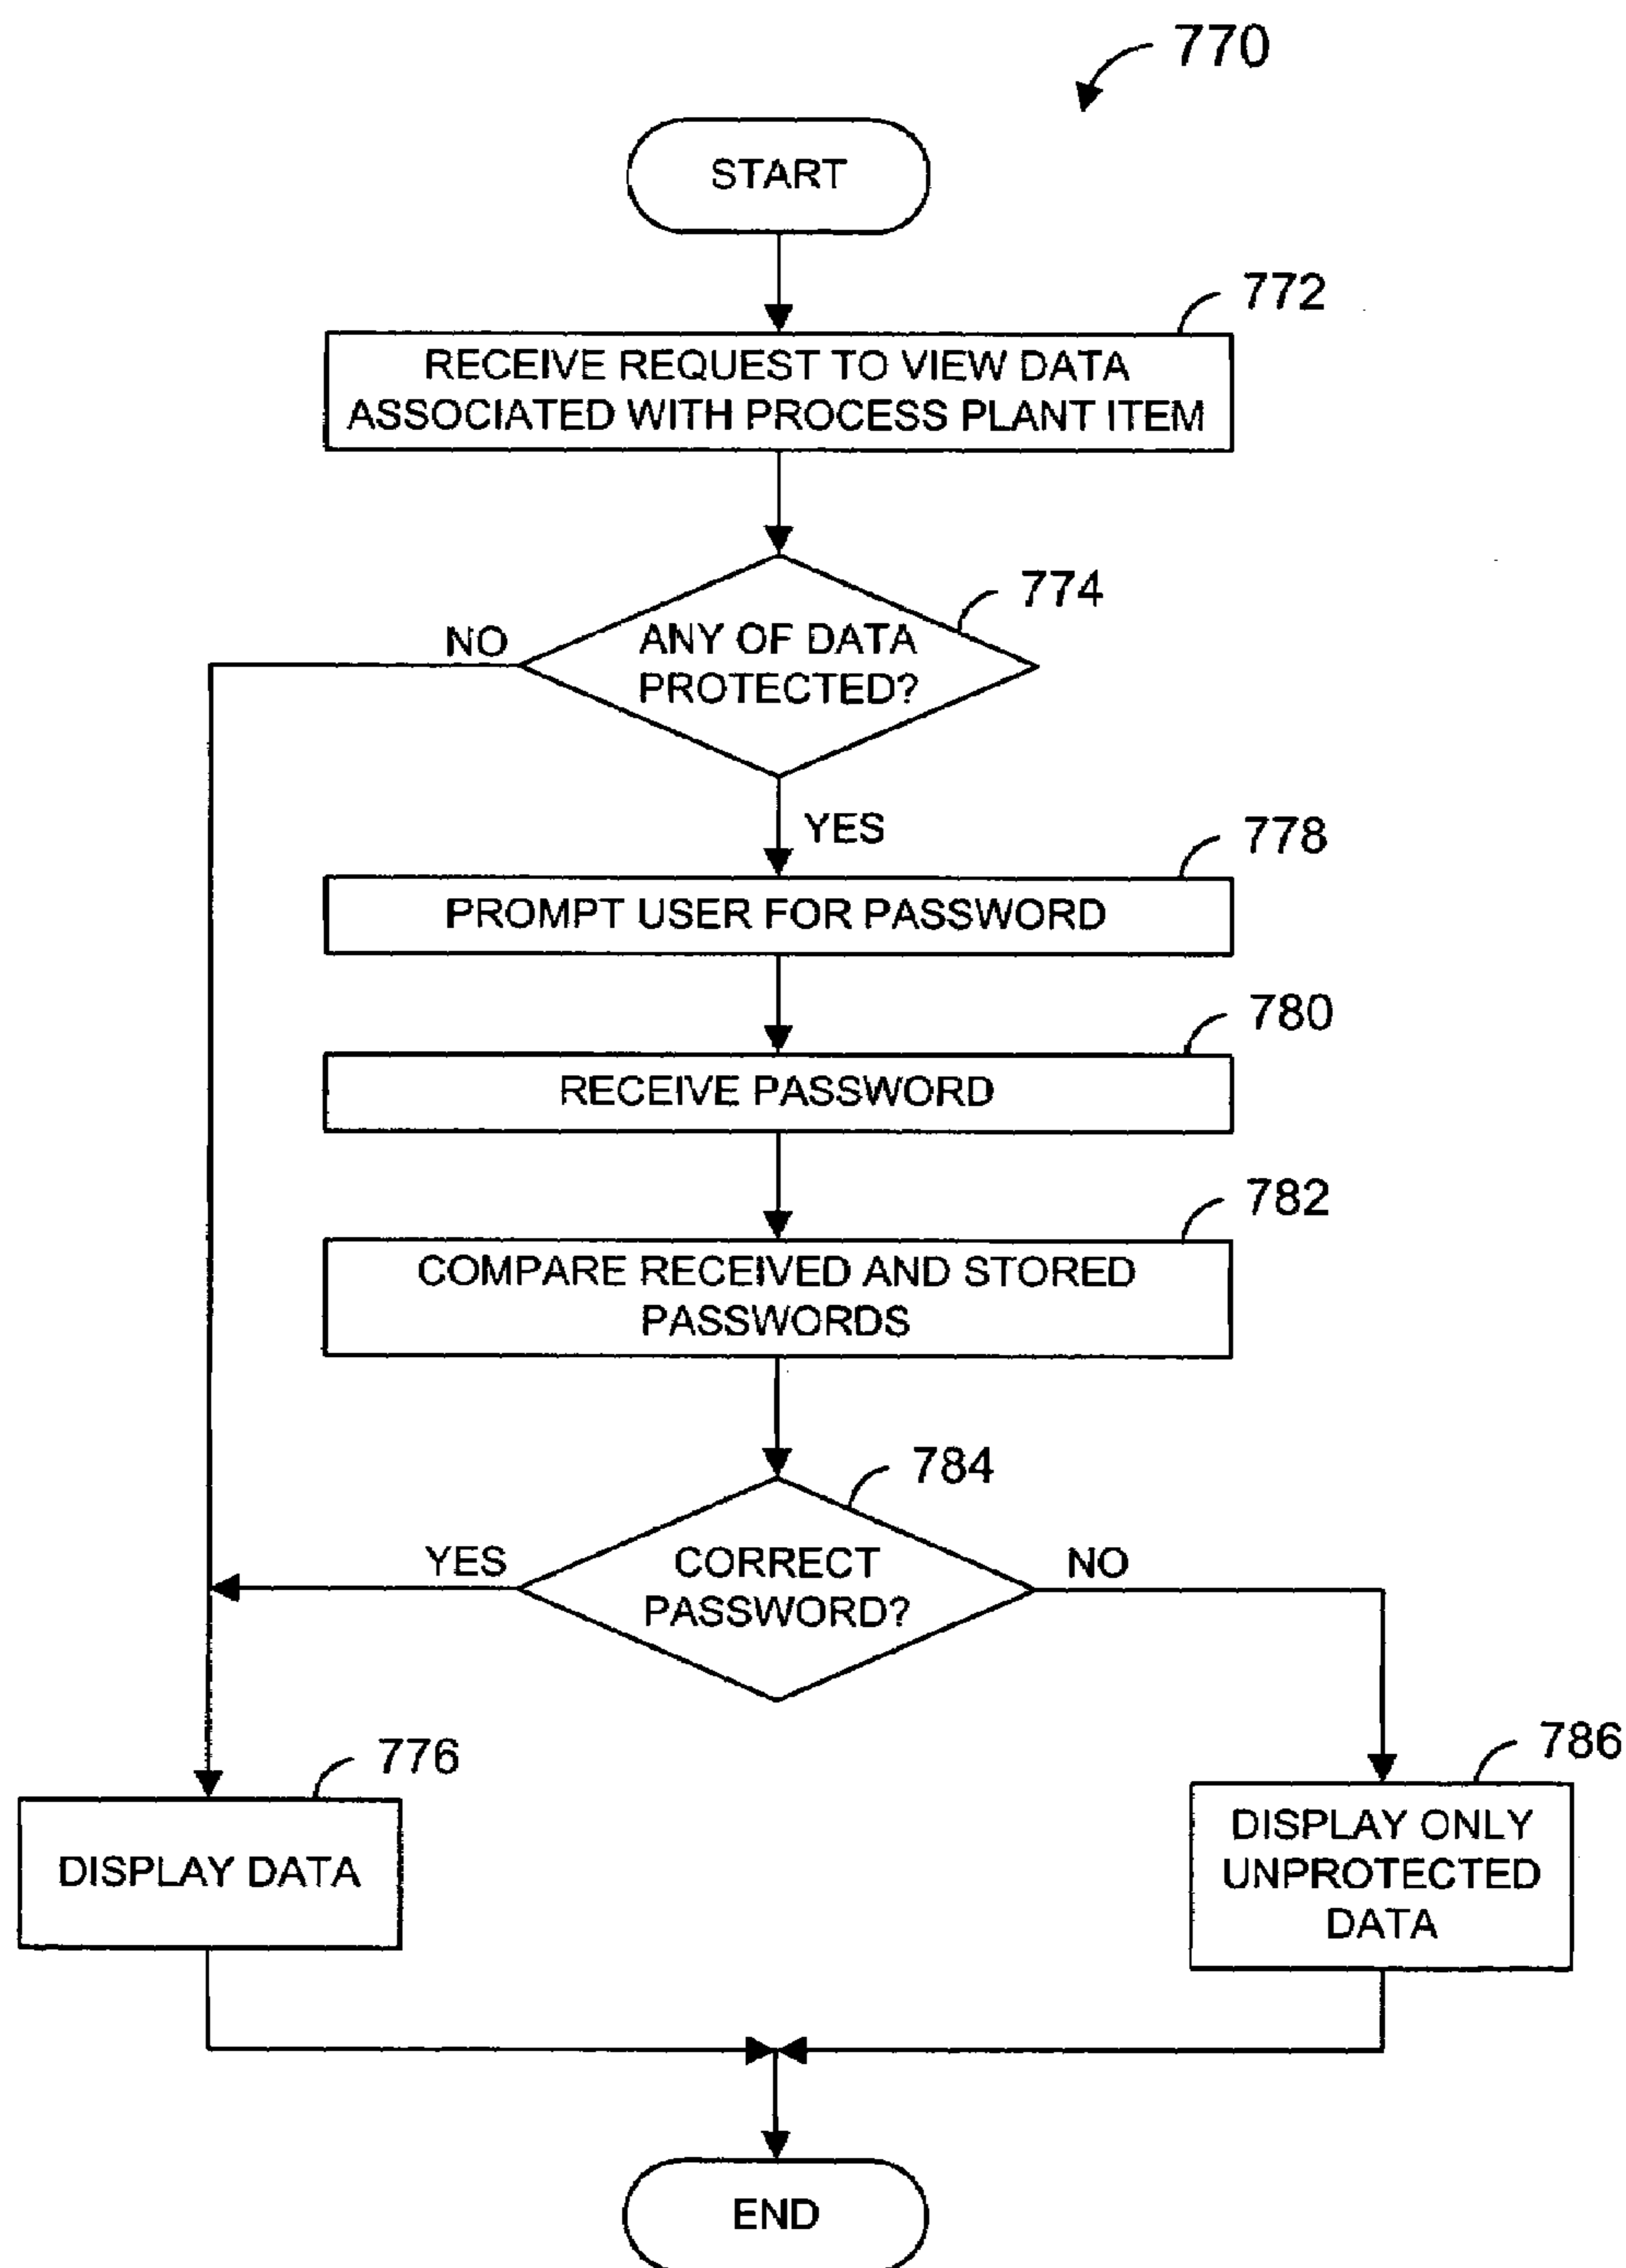 770
START
772
RECEIVE REQUEST TO VIEW DATA
ASSOCIATED WITH PROCESS PLANT ITEM
774
NO
ANY OF DATA
PROTECTED?
YES
778
PROMPT USER FOR PASSWORD
780
RECEIVE PASSWORD
782
COMPARE RECEIVED AND STORED
PASSWORDS
784
YES
CORRECT
PASSWORD?
NO
776
DISPLAY DATA
786
DISPLAY ONLY
UNPROTECTED
DATA
END